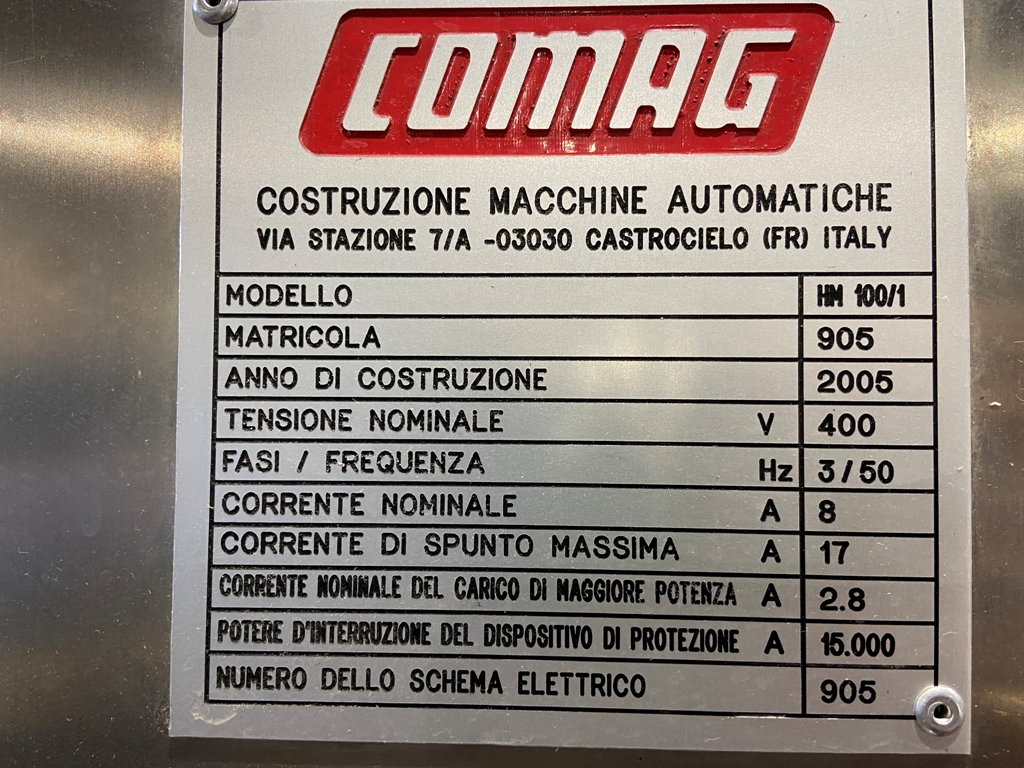 COMAG
COSTRUZIONE MACCHINE AUTOMATICHE
VIA STAZIONE 7/A -03030 CASTROCIELO (FR) ITALY
MODELLO HM 100/1
MATRICOLA 905
ANNO DI COSTRUZIONE 2005
TENSIONE NOMINALE V 400
FASI / FREQUENZA Hz 3/50
CORRENTE NOMINALE A 8
CORRENTE DI SPUNTO MASSIMA A 17
CORRENTE NOMINALE DEL CARICO DI MAGGIORE POTENZA A 2.8
POTERE D'INTERRUZIONE DEL DISPOSITIVO DI PROTEZIONE A 15.000
NUMERO DELLO SCHEMA ELETTRICO 905